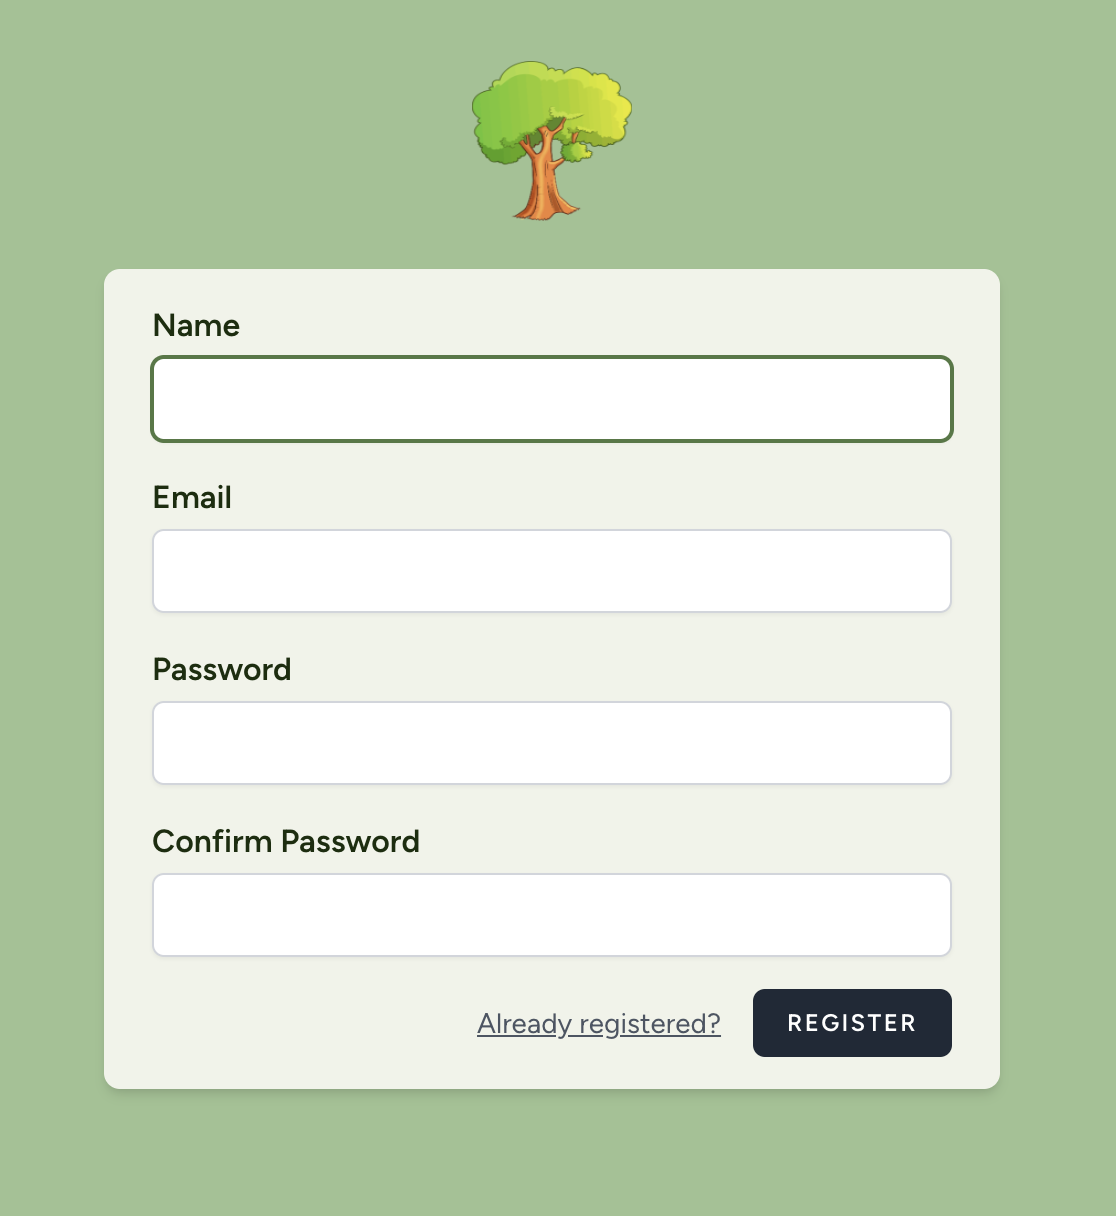 Name
Email
Password
Confirm Password
Already registered? REGISTER